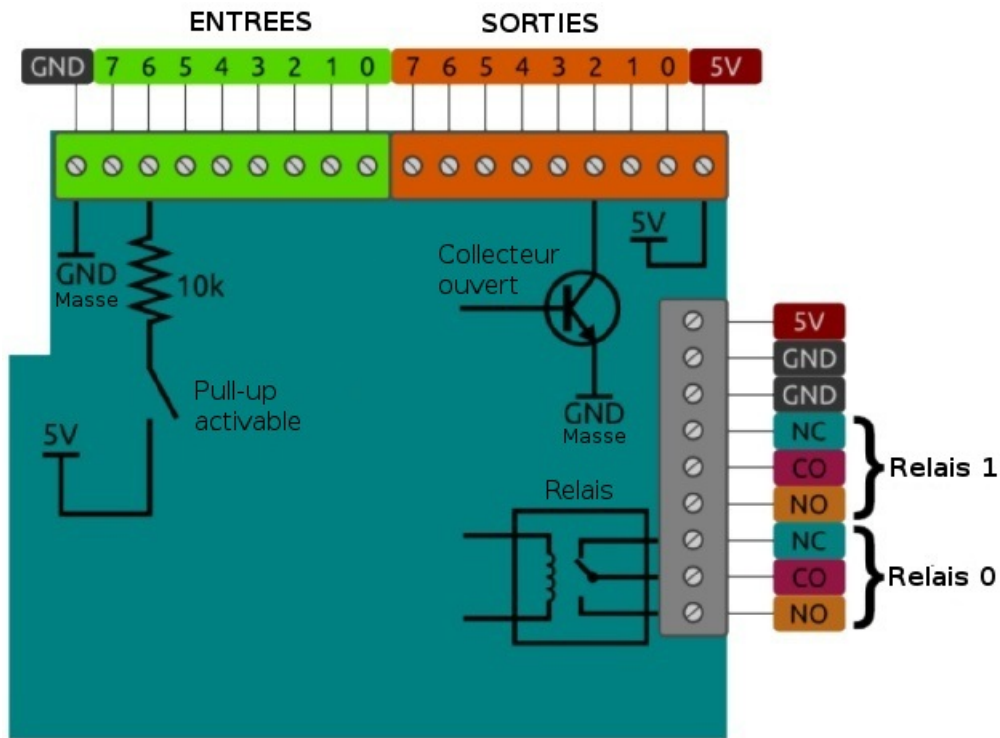 ENTREES SORTIES
GND 7 6 5 4 3 2 1 0 7 6 5 4 3 2 1 0 5V
5V
Collecteur
ouvert
GND
Masse
10k
Pull-up
activable
5V
GND
Masse
Relais
5V
GND
GND
NC
CO
NO
Relais 1
NC
CO
NO
Relais 0